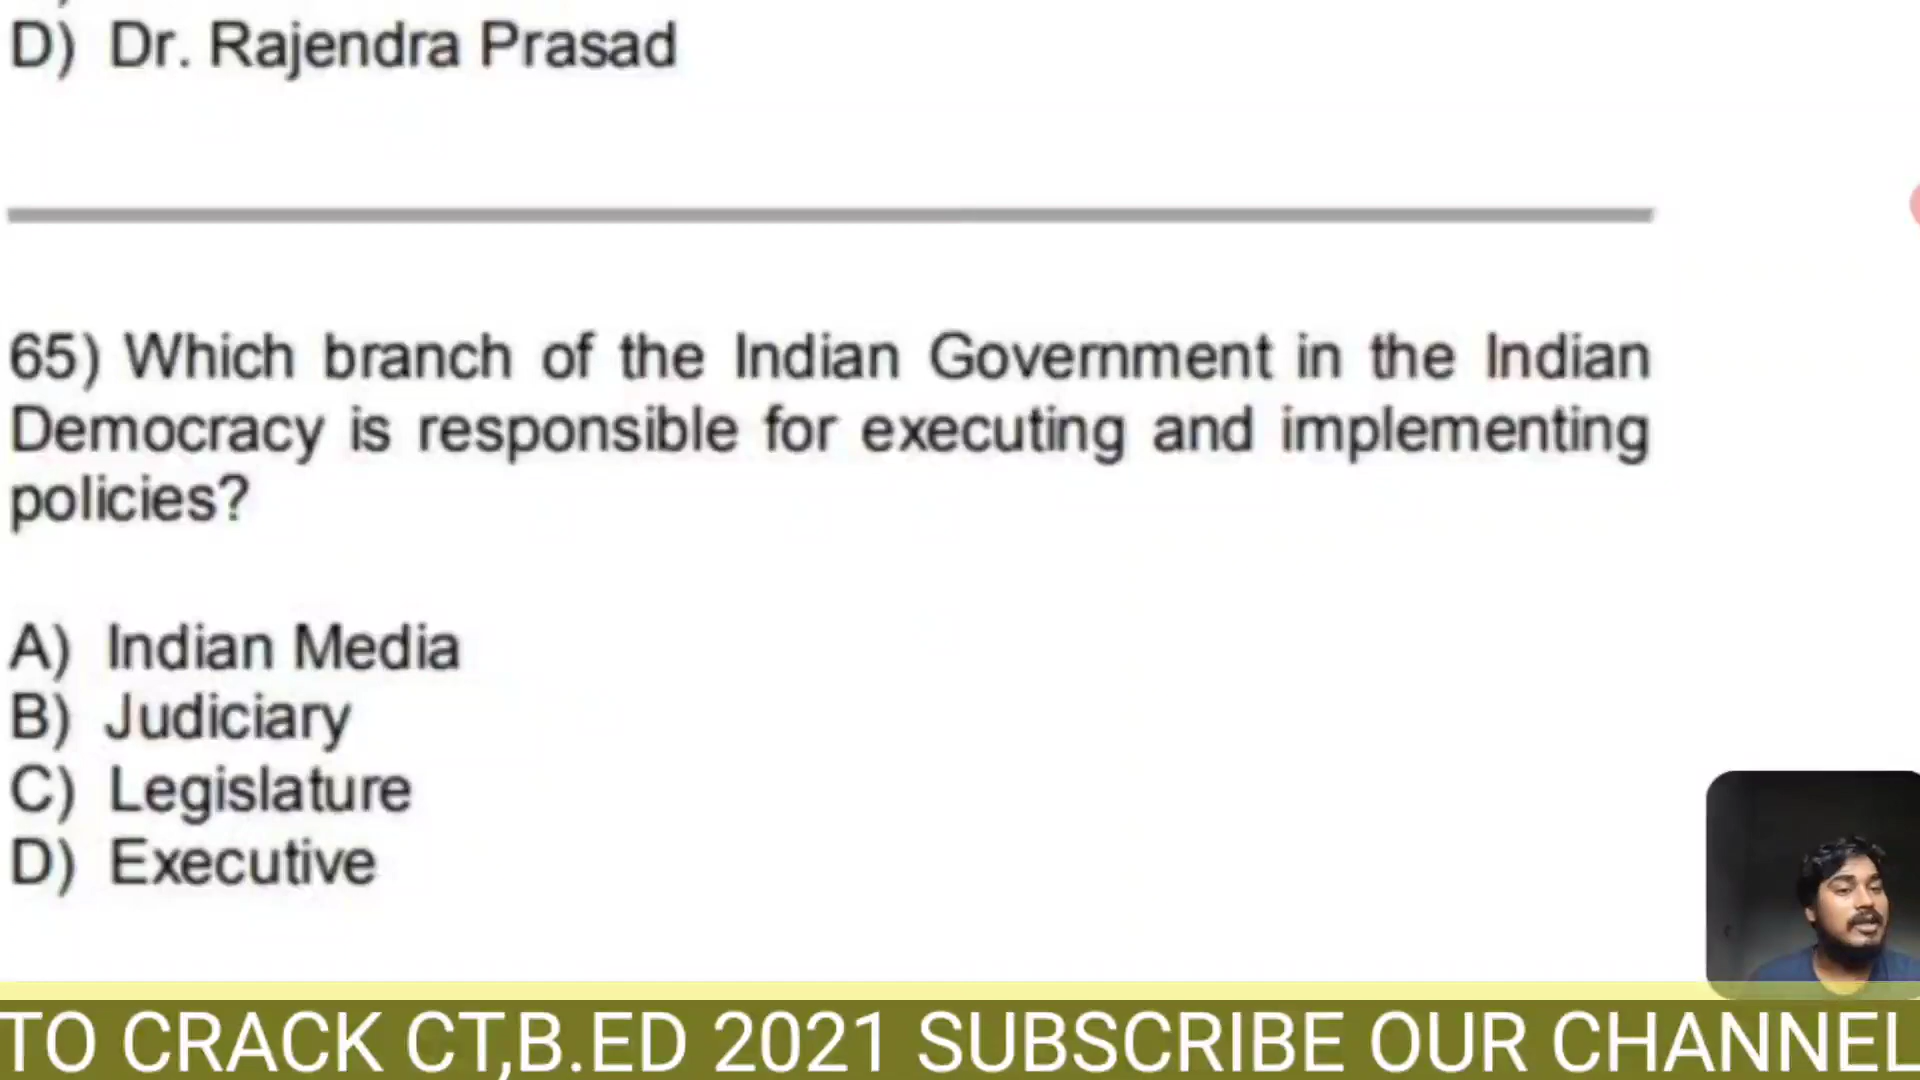 D) Dr. Rajendra Prasad
65) Which branch of the Indian Government in the Indian
Democracy is responsible for executing and implementing
policies?
A) Indian Media
B) Judiciary
C) Legislature
D) Executive
TO CRACK CT,B.ED 2021 SUBSCRIBE OUR CHANNEL